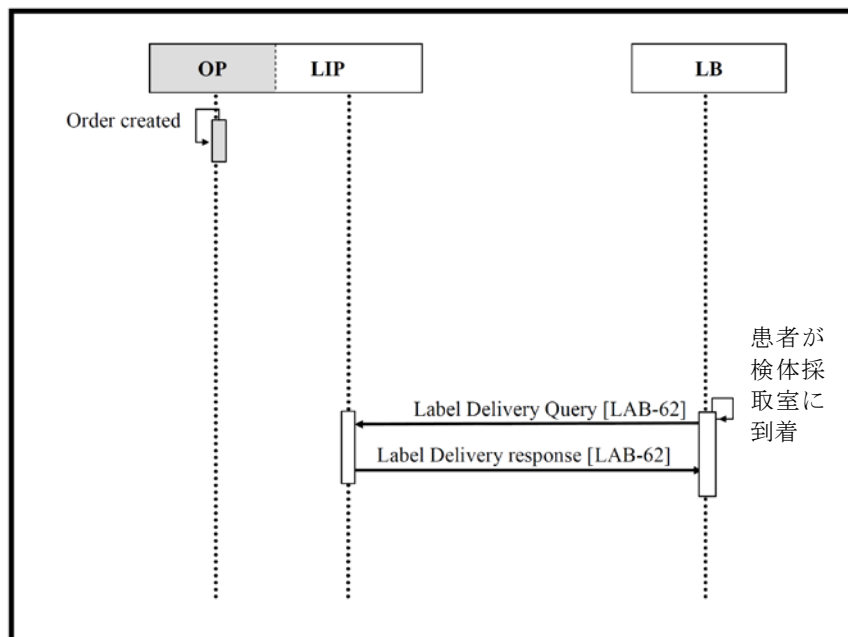 OP
LIP
LB
Order created
患者が
検体採
取室に
到着
Label Delivery Query [LAB-62]
Label Delivery response [LAB-62]